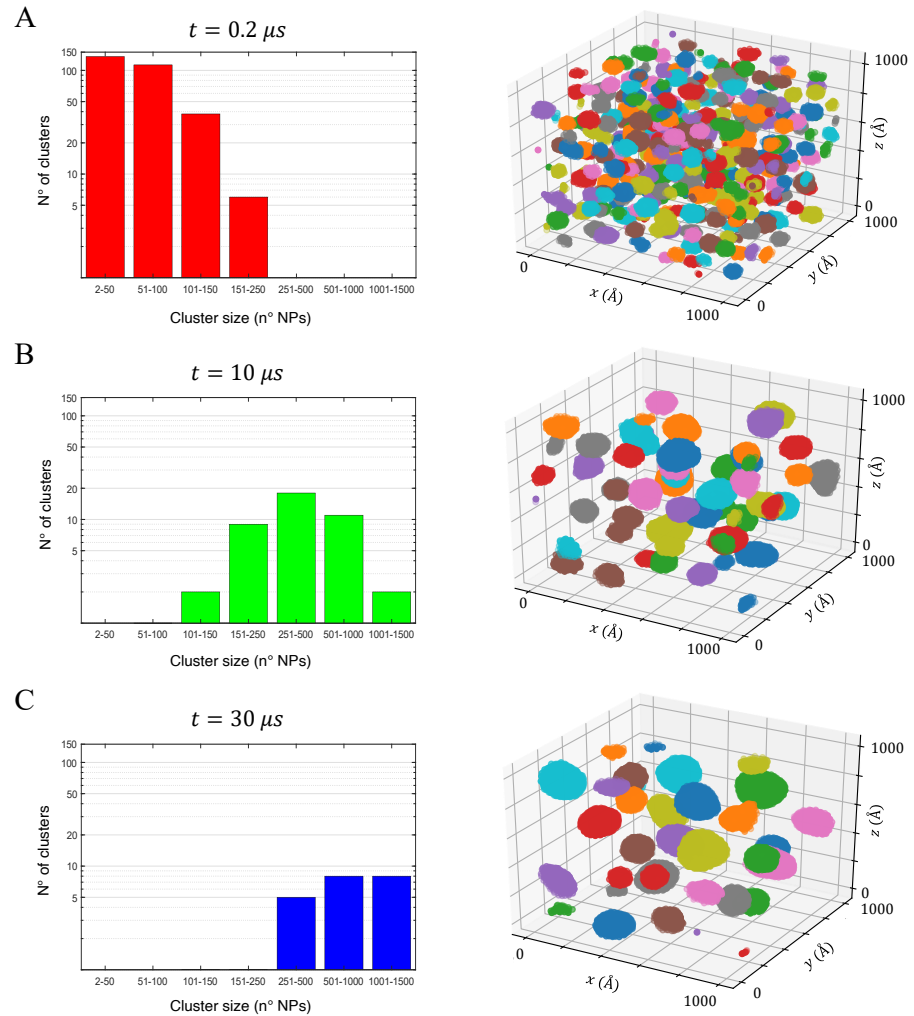 A
t = 0.2 μs
150
100
50
20
10
5
N° of clusters
2-50 51-100 101-150 151-250 251-500 501-1000 1001-1500
Cluster size (n° NPs)
1000
z (Å)
0
1000
y (Å)
0
0
x (Å)
1000
B
t = 10 μs
150
100
50
20
10
5
N° of clusters
2-50 51-100 101-150 151-250 251-500 501-1000 1001-1500
Cluster size (n° NPs)
1000
z (Å)
0
1000
y (Å)
0
0
x (Å)
1000
C
t = 30 μs
150
100
50
20
10
5
N° of clusters
2-50 51-100 101-150 151-250 251-500 501-1000 1001-1500
Cluster size (n° NPs)
1000
z (Å)
0
1000
y (Å)
0
0
x (Å)
1000